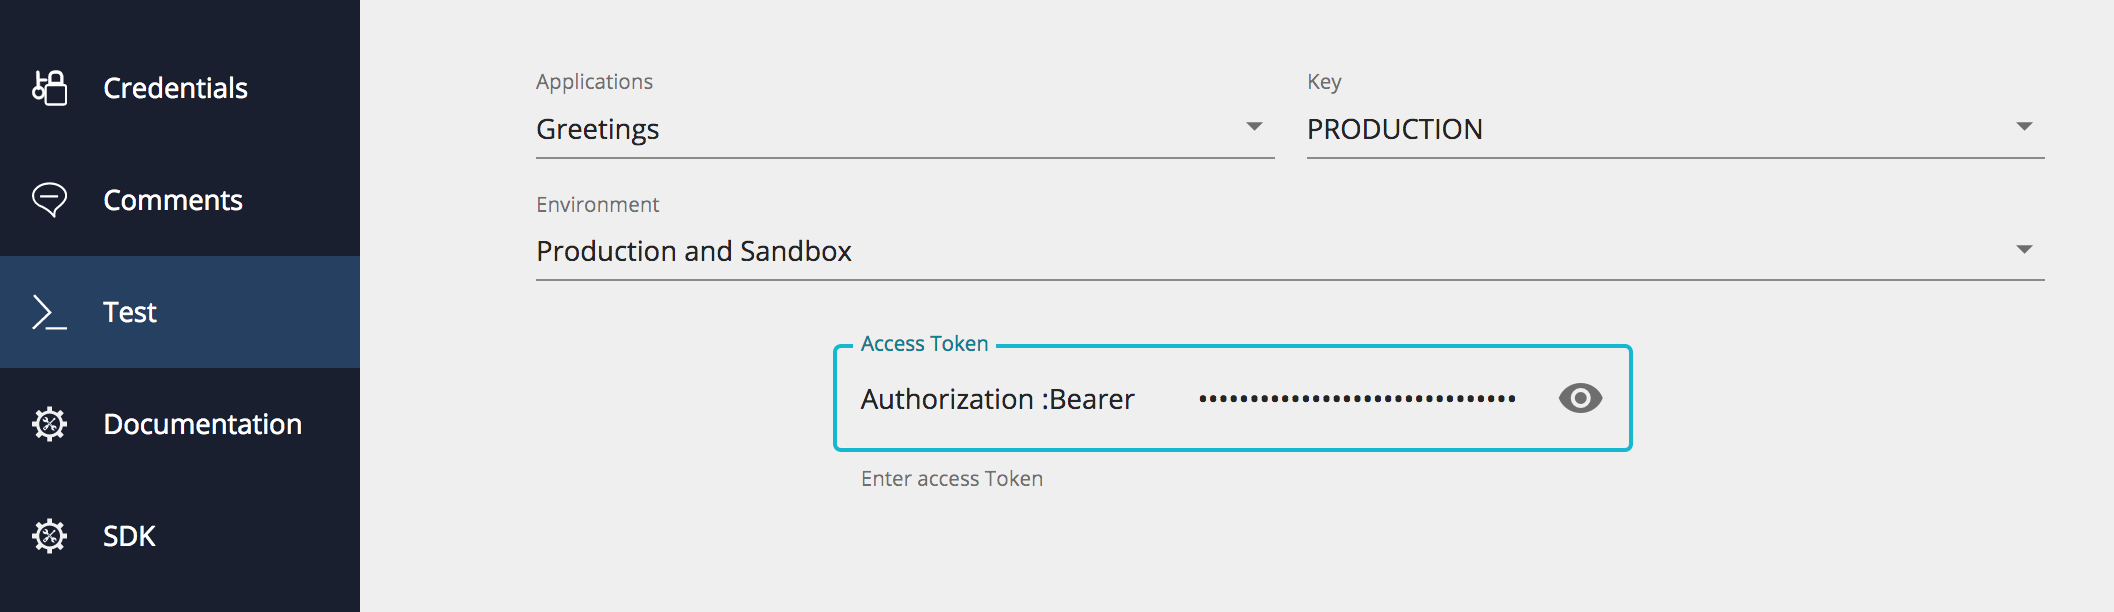 Credentials
Comments
Test
Documentation
SDK
Applications
Greetings
Key
PRODUCTION
Environment
Production and Sandbox
Access Token
Authorization :Bearer •••••••••••••••••••••••••••••••
Enter access Token